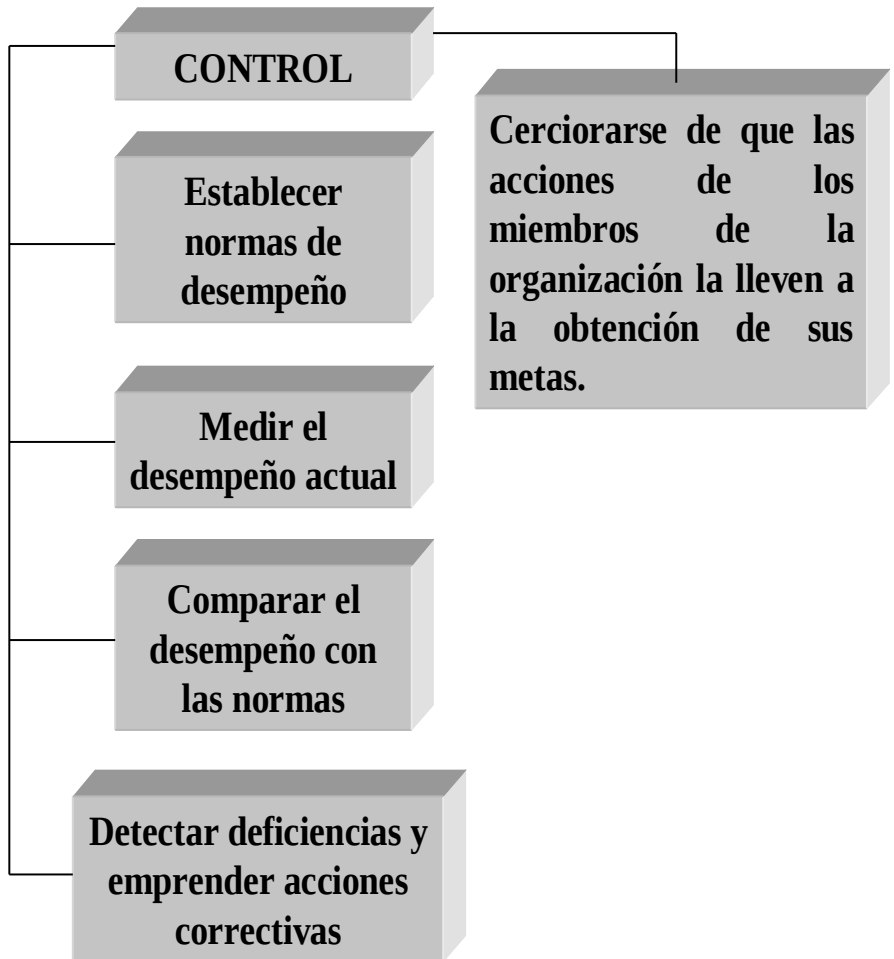 CONTROL
Cerciorarse de que las
acciones de los
miembros de la
organización la lleven a
la obtención de sus
metas.
Establecer
normas de
desempeño
Medir el
desempeño actual
Comparar el
desempeño con
las normas
Detectar deficiencias y
emprender acciones
correctivas